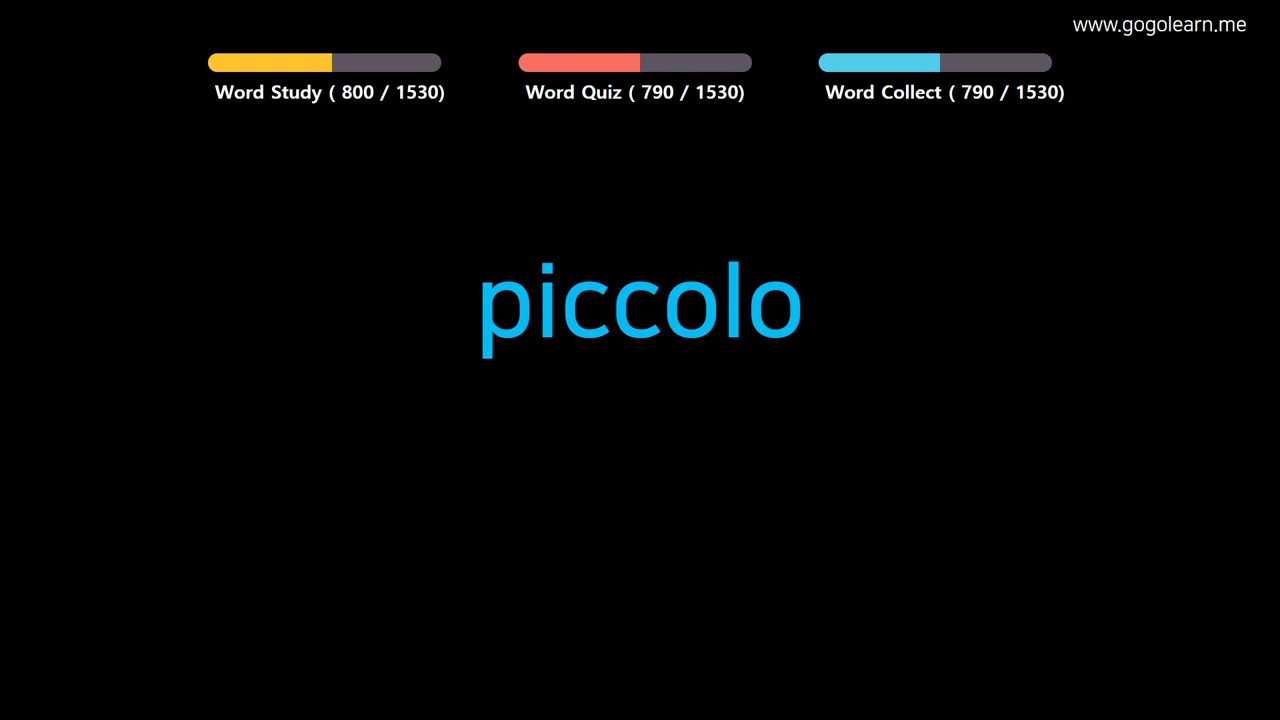 www.gogolearn.me
Word Study ( 800 / 1530)
Word Quiz ( 790 / 1530)
Word Collect ( 790 / 1530)
piccolo